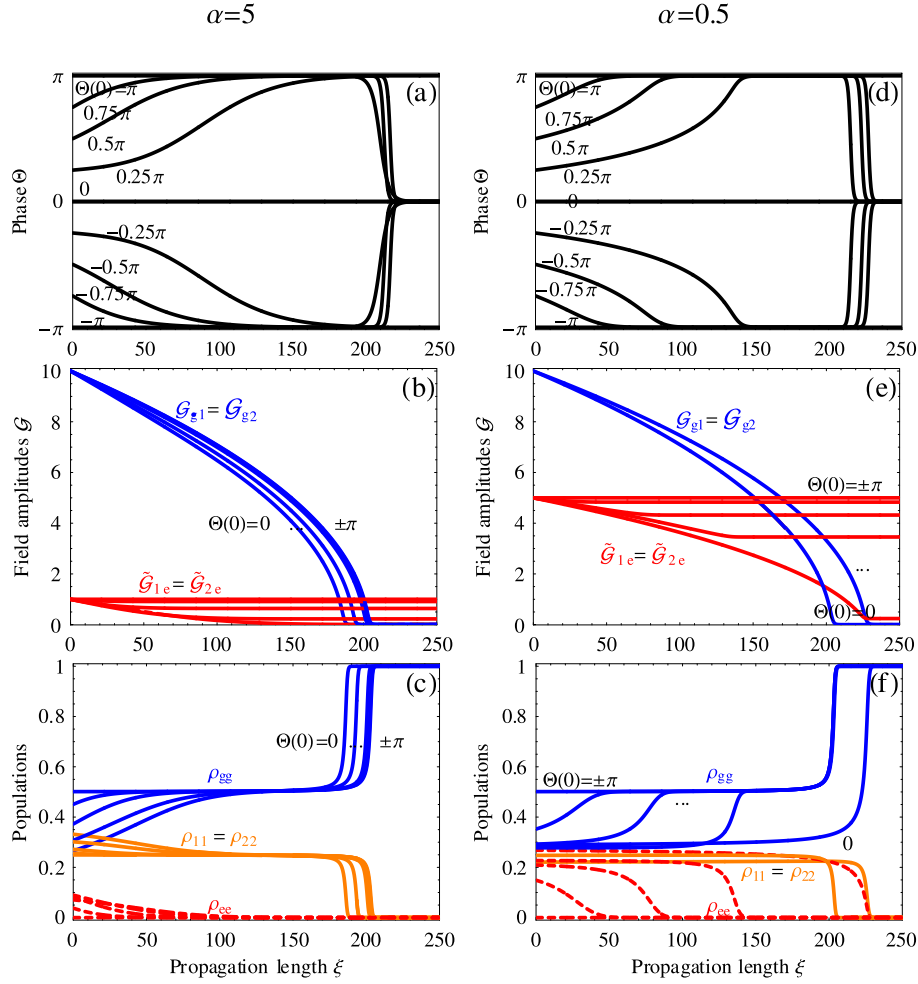 α=5
α=0.5
Phase Θ
π
0
−π
(a)
Θ(0)=π
0.75π
0.5π
0.25π
0
−0.25π
−0.5π
−0.75π
−π
0 50 100 150 200 250
Phase Θ
π
0
−π
(d)
Θ(0)=π
0.75π
0.5π
0.25π
0
−0.25π
−0.5π
−0.75π
−π
0 50 100 150 200 250
Field amplitudes 𝒢
10
8
6
4
2
0
(b)
𝒢g1= 𝒢g2
Θ(0)=0 ... ±π
𝒢̃1e= 𝒢̃2e
0 50 100 150 200 250
Field amplitudes 𝒢
10
8
6
4
2
0
(e)
𝒢g1= 𝒢g2
Θ(0)=±π
𝒢̃1e= 𝒢̃2e
...
Θ(0)=0
0 50 100 150 200 250
Populations
1
0.8
0.6
0.4
0.2
0
(c)
Θ(0)=0 ... ±π
ρgg
ρ11 = ρ22
ρee
0 50 100 150 200 250
Propagation length ξ
Populations
1
0.8
0.6
0.4
0.2
0
(f)
Θ(0)=±π
ρgg
...
0
ρ11 = ρ22
ρee
0 50 100 150 200 250
Propagation length ξ